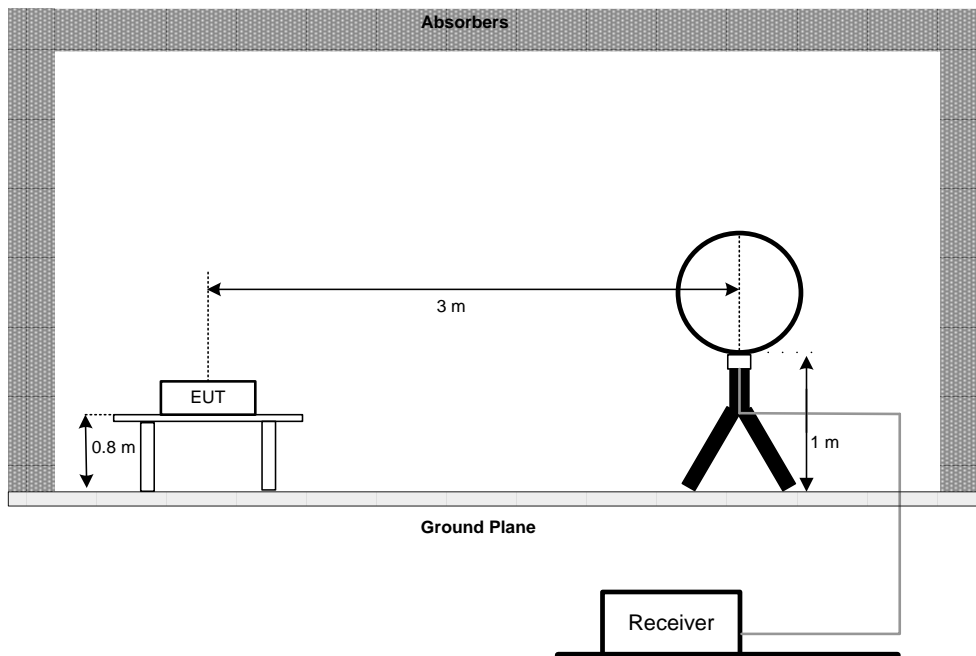 Absorbers
3 m
EUT
0.8 m
1 m
Ground Plane
Receiver